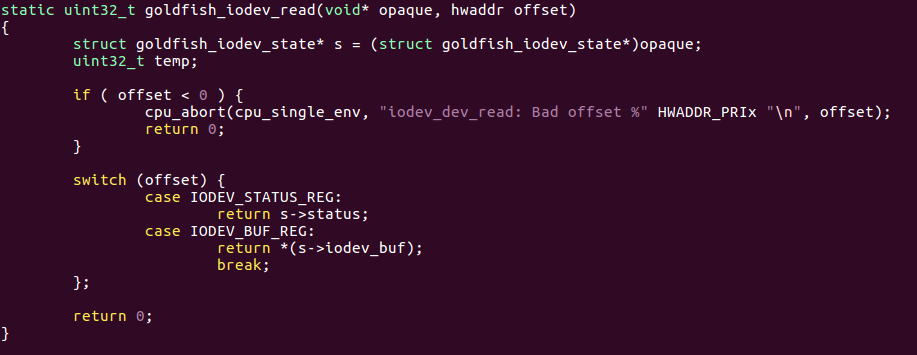 static uint32_t goldfish_iodev_read(void* opaque, hwaddr offset)
{
        struct goldfish_iodev_state* s = (struct goldfish_iodev_state*)opaque;
        uint32_t temp;

        if ( offset < 0 ) {
                cpu_abort(cpu_single_env, "iodev_dev_read: Bad offset %" HWADDR_PRIx "\n", offset);
                return 0;
        }

        switch (offset) {
                case IODEV_STATUS_REG:
                        return s->status;
                case IODEV_BUF_REG:
                        return *(s->iodev_buf);
                        break;
        };

        return 0;
}